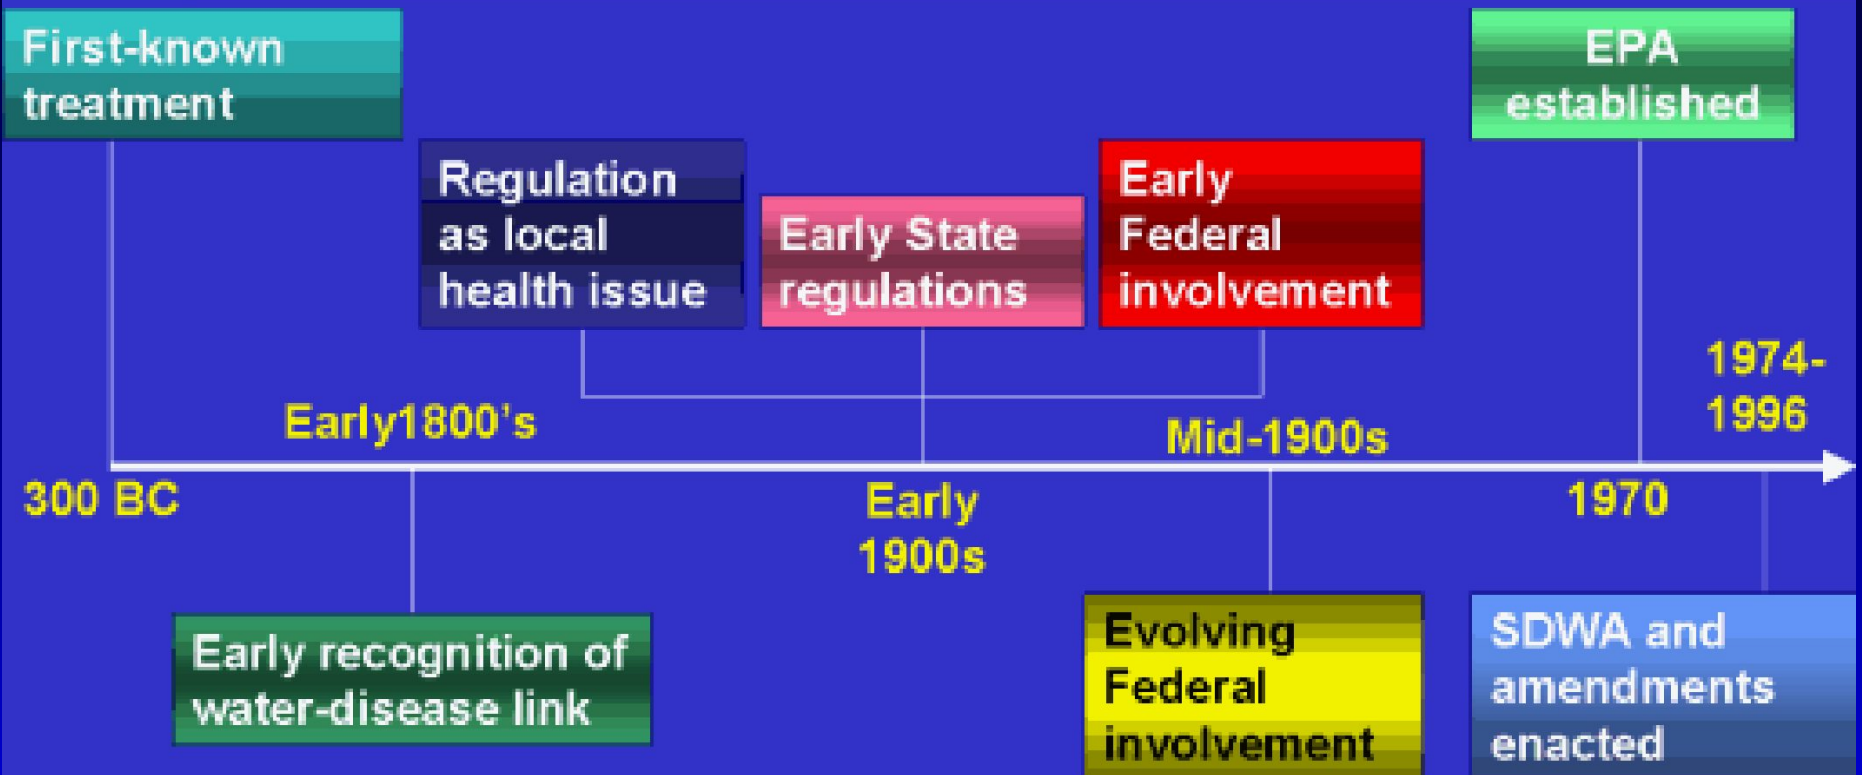 First-known
treatment
EPA
established
Regulation
as local
health issue
Early State
regulations
Early
Federal
involvement
1974-
1996
Early1800's
Mid-1900s
300 BC
Early
1900s
1970
Early recognition of
water-disease link
Evolving
Federal
involvement
SDWA and
amendments
enacted